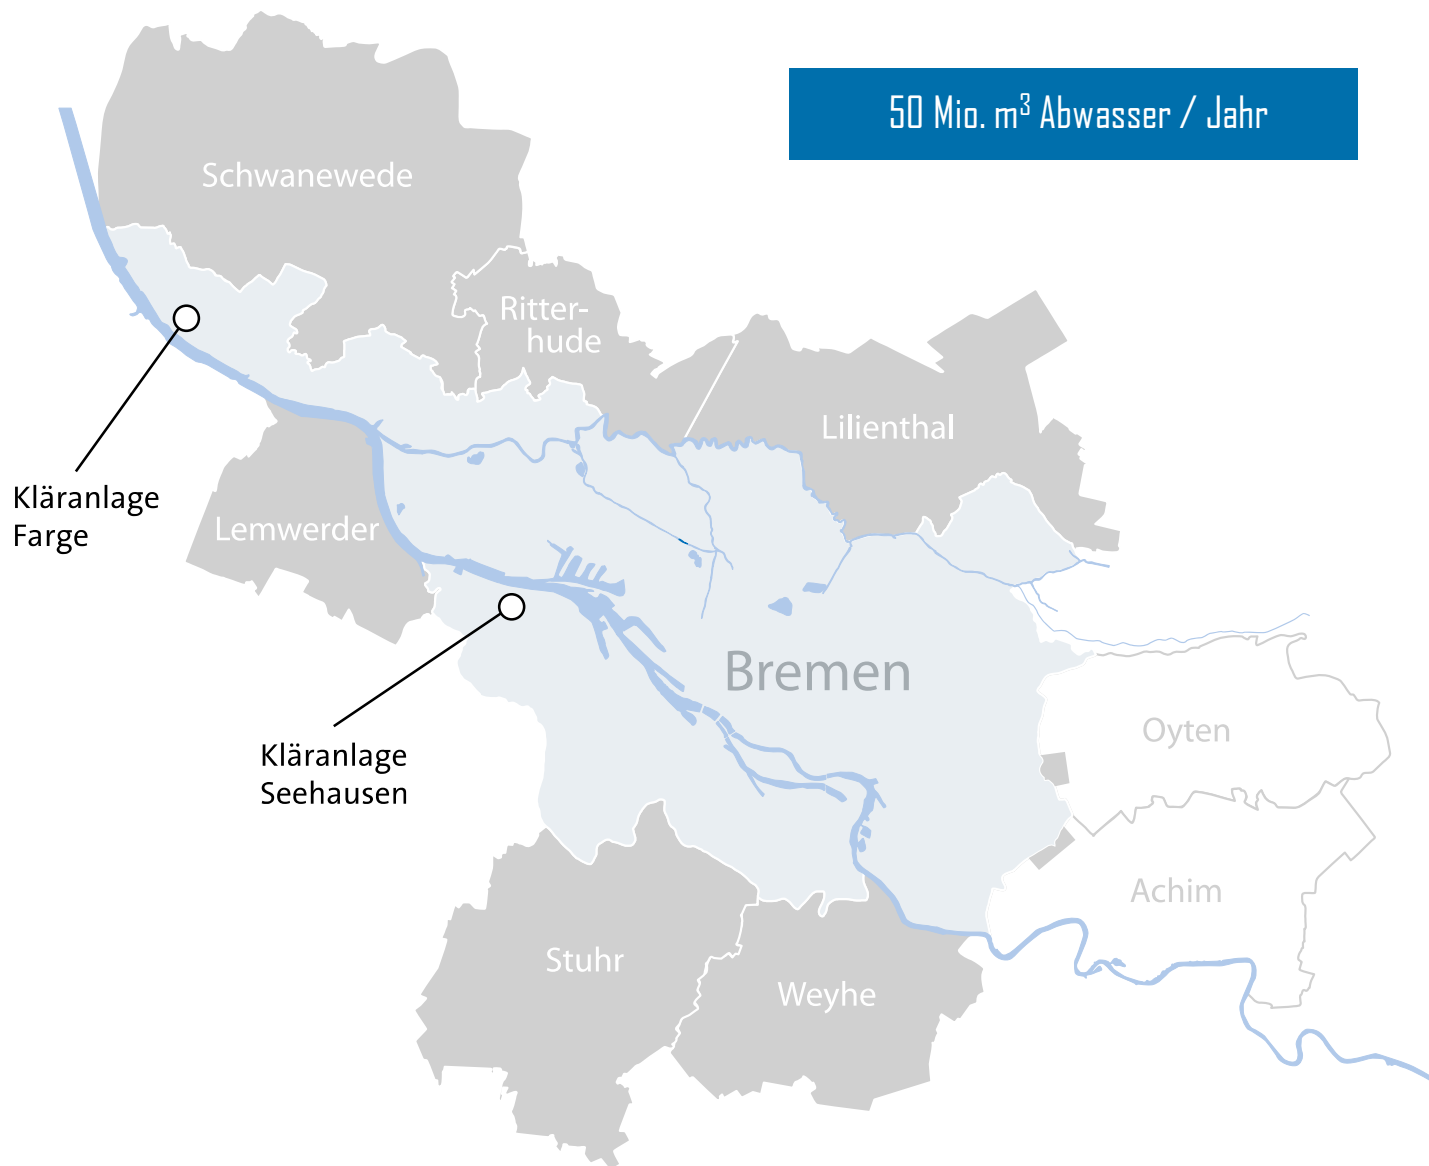 50 Mio. m³ Abwasser / Jahr
Schwanewede
Ritter-
hude
Lilienthal
Kläranlage
Farge
Lemwerder
Bremen
Kläranlage
Seehausen
Oyten
Achim
Stuhr
Weyhe